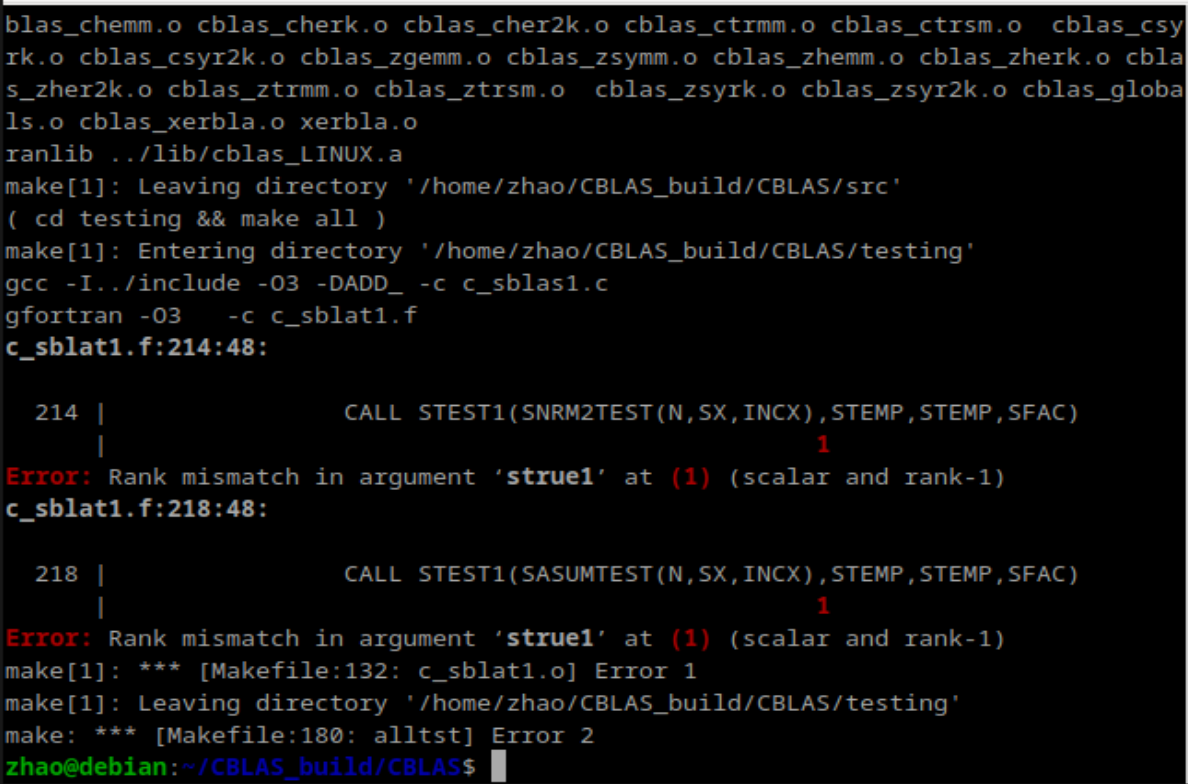 blas_chemm.o cblas_cherk.o cblas_cher2k.o cblas_ctrmm.o cblas_ctrsm.o  cblas_csy
rk.o cblas_csyr2k.o cblas_zgemm.o cblas_zsymm.o cblas_zhemm.o cblas_zherk.o cbla
s_zher2k.o cblas_ztrmm.o cblas_ztrsm.o  cblas_zsyrk.o cblas_zsyr2k.o cblas_globa
ls.o cblas_xerbla.o xerbla.o
ranlib ../lib/cblas_LINUX.a
make[1]: Leaving directory '/home/zhao/CBLAS_build/CBLAS/src'
( cd testing && make all )
make[1]: Entering directory '/home/zhao/CBLAS_build/CBLAS/testing'
gcc -I../include -O3 -DADD_ -c c_sblas1.c
gfortran -O3   -c c_sblat1.f
c_sblat1.f:214:48:

  214 |                CALL STEST1(SNRM2TEST(N,SX,INCX),STEMP,STEMP,SFAC)
      |                                                1
Error: Rank mismatch in argument ‘strue1’ at (1) (scalar and rank-1)
c_sblat1.f:218:48:

  218 |                CALL STEST1(SASUMTEST(N,SX,INCX),STEMP,STEMP,SFAC)
      |                                                1
Error: Rank mismatch in argument ‘strue1’ at (1) (scalar and rank-1)
make[1]: *** [Makefile:132: c_sblat1.o] Error 1
make[1]: Leaving directory '/home/zhao/CBLAS_build/CBLAS/testing'
make: *** [Makefile:180: alltst] Error 2
zhao@debian:~/CBLAS_build/CBLAS$